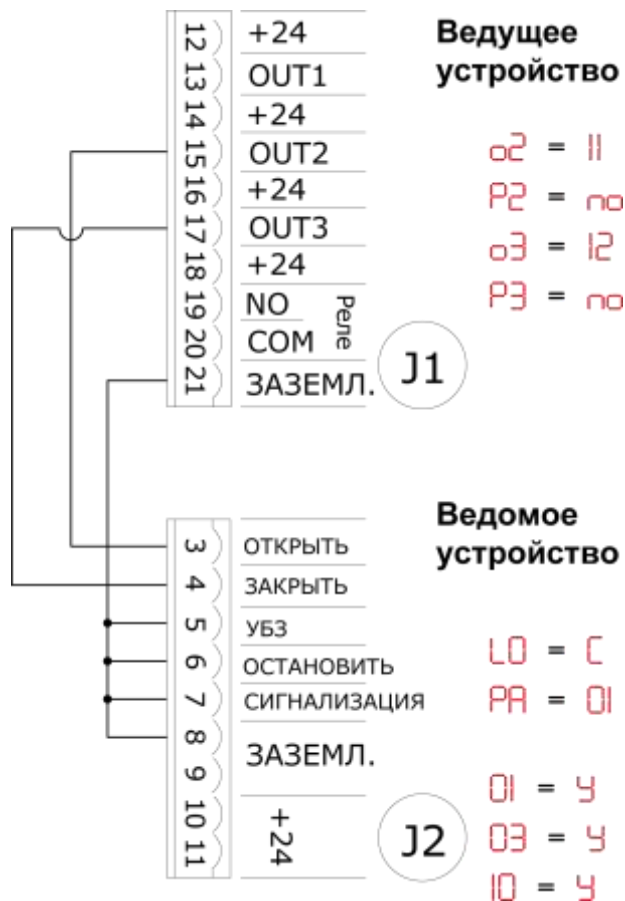 12 +24
13 OUT1
14 +24
15 OUT2
16 +24
17 OUT3
18 +24
19 NO
20 COM
Реле
21 ЗАЗЕМЛ.
J1
Ведущее
устройство
o2 = 11
P2 = no
o3 = 12
P3 = no
3 ОТКРЫТЬ
4 ЗАКРЫТЬ
5 УБЗ
6 ОСТАНОВИТЬ
7 СИГНАЛИЗАЦИЯ
8 ЗАЗЕМЛ.
9
10 +24
11
J2
Ведомое
устройство
L0 = C
PA = 01
01 = Y
03 = Y
10 = Y